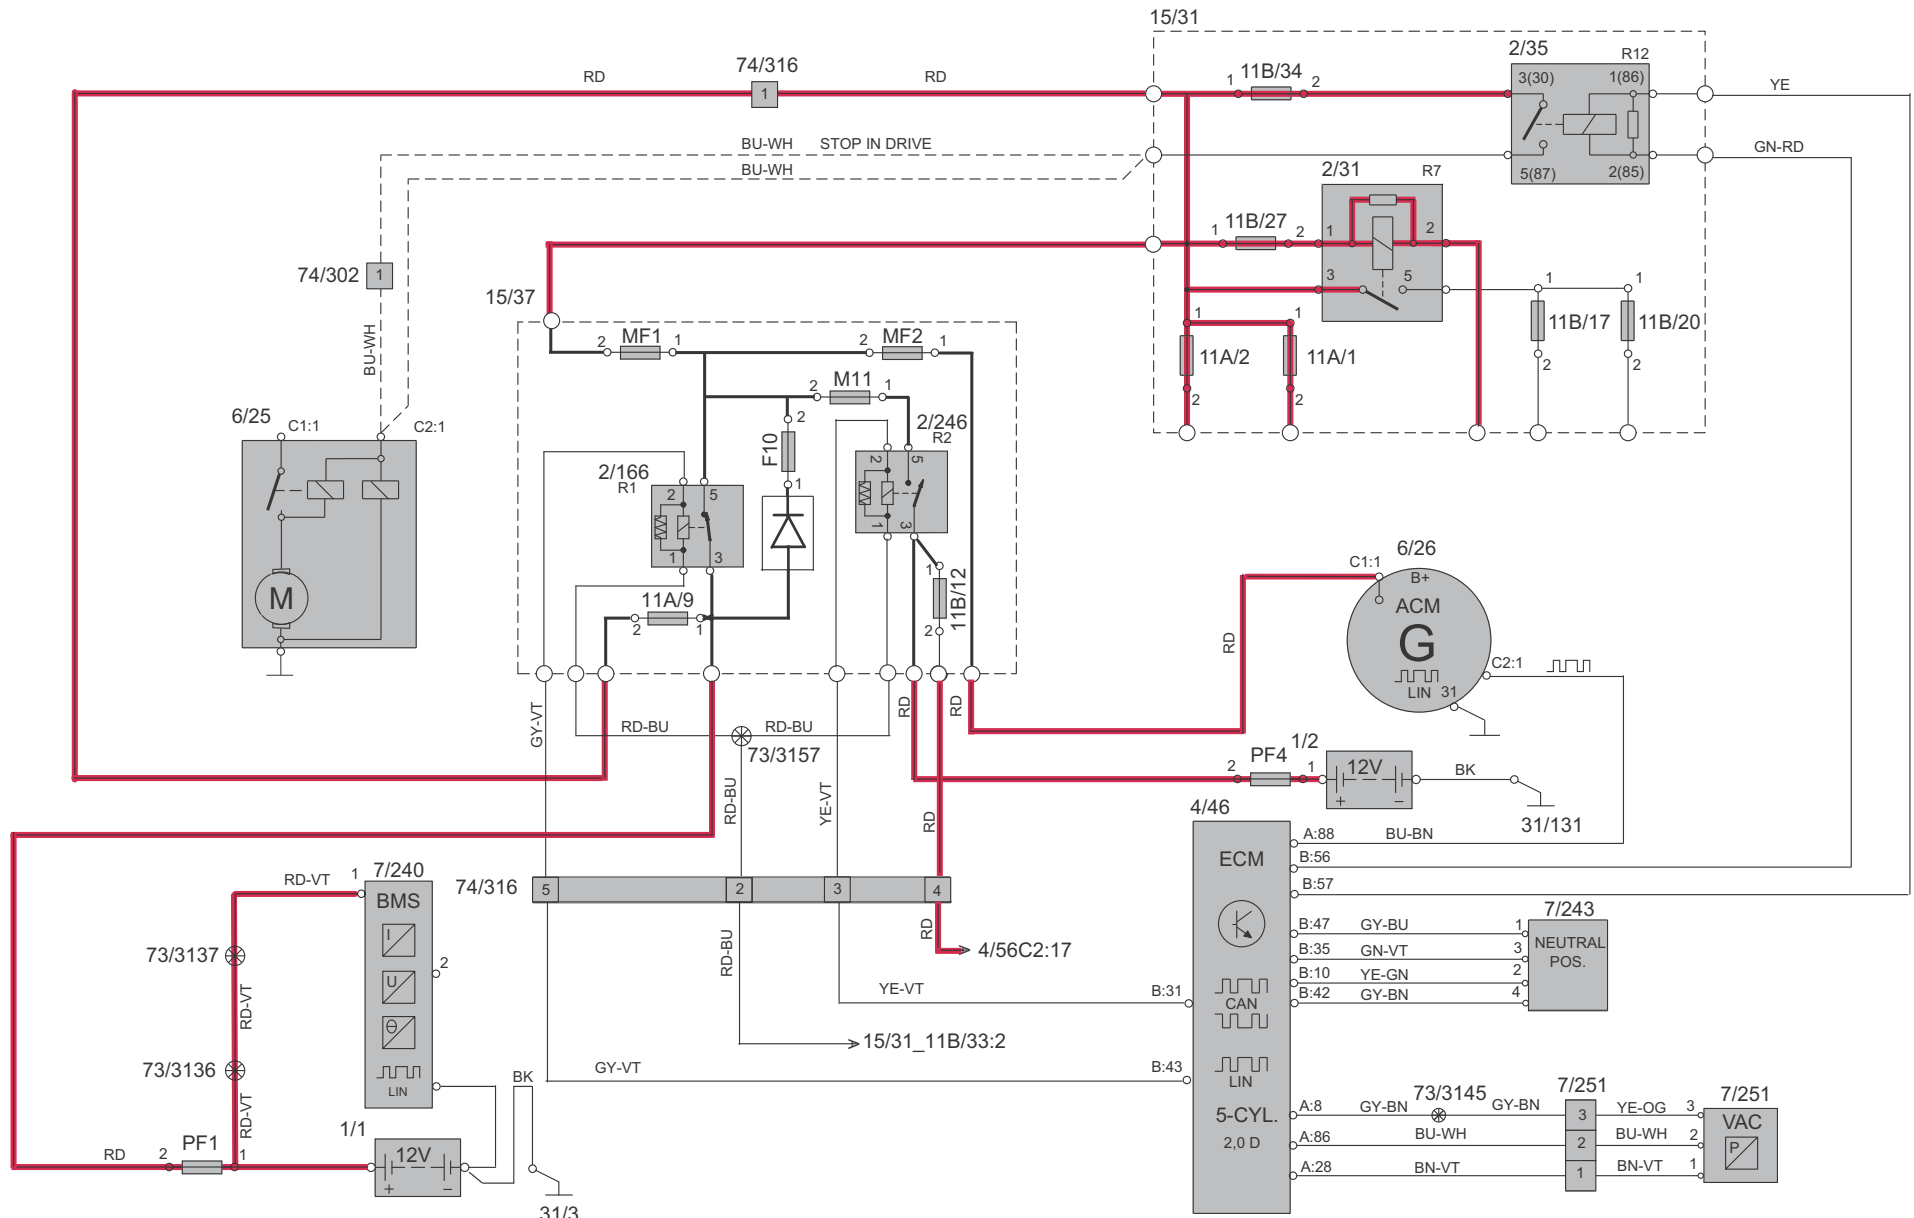 15/31
2/35
R12
74/316
RD
RD
1
1
11B/34
2
3(30)
1(86)
YE
BU-WH
STOP IN DRIVE
BU-WH
GN-RD
5(87)
2(85)
2/31
R7
1
11B/27
2
1
2
3
5
74/302
1
15/37
1
1
1
1
11B/17
11B/20
11A/2
11A/1
2
2
2
2
BU-WH
2
MF1
1
2
MF2
1
2
M11
1
2
F10
1
2/246
R2
2
5
1
3
6/25
C1:1
C2:1
M
2/166
R1
2
5
1
3
11A/9
2
1
1
11B/12
2
6/26
C1:1
B+
ACM
G
LIN
31
C2:1
RD
GY-VT
RD-BU
RD-BU
73/3157
RD-BU
YE-VT
RD
RD
RD
2
PF4
1
1/2
12V
+
−
BK
31/131
4/46
ECM
A:88
BU-BN
B:56
B:57
B:47
GY-BU
1
B:35
GN-VT
3
B:10
YE-GN
2
B:42
GY-BN
4
7/243
NEUTRAL
POS.
74/316
5
2
3
4
RD
4/56C2:17
RD-BU
YE-VT
B:31
15/31_11B/33:2
GY-VT
B:43
CAN
LIN
5-CYL.
2,0 D
A:8
GY-BN
73/3145
GY-BN
7/251
3
YE-OG
3
7/251
VAC
P
A:86
BU-WH
2
BU-WH
2
A:28
BN-VT
1
BN-VT
1
RD-VT
1
7/240
BMS
I
U
Θ
LIN
2
73/3137
RD-VT
73/3136
RD-VT
RD
2
PF1
1
1/1
12V
+
−
BK
31/3